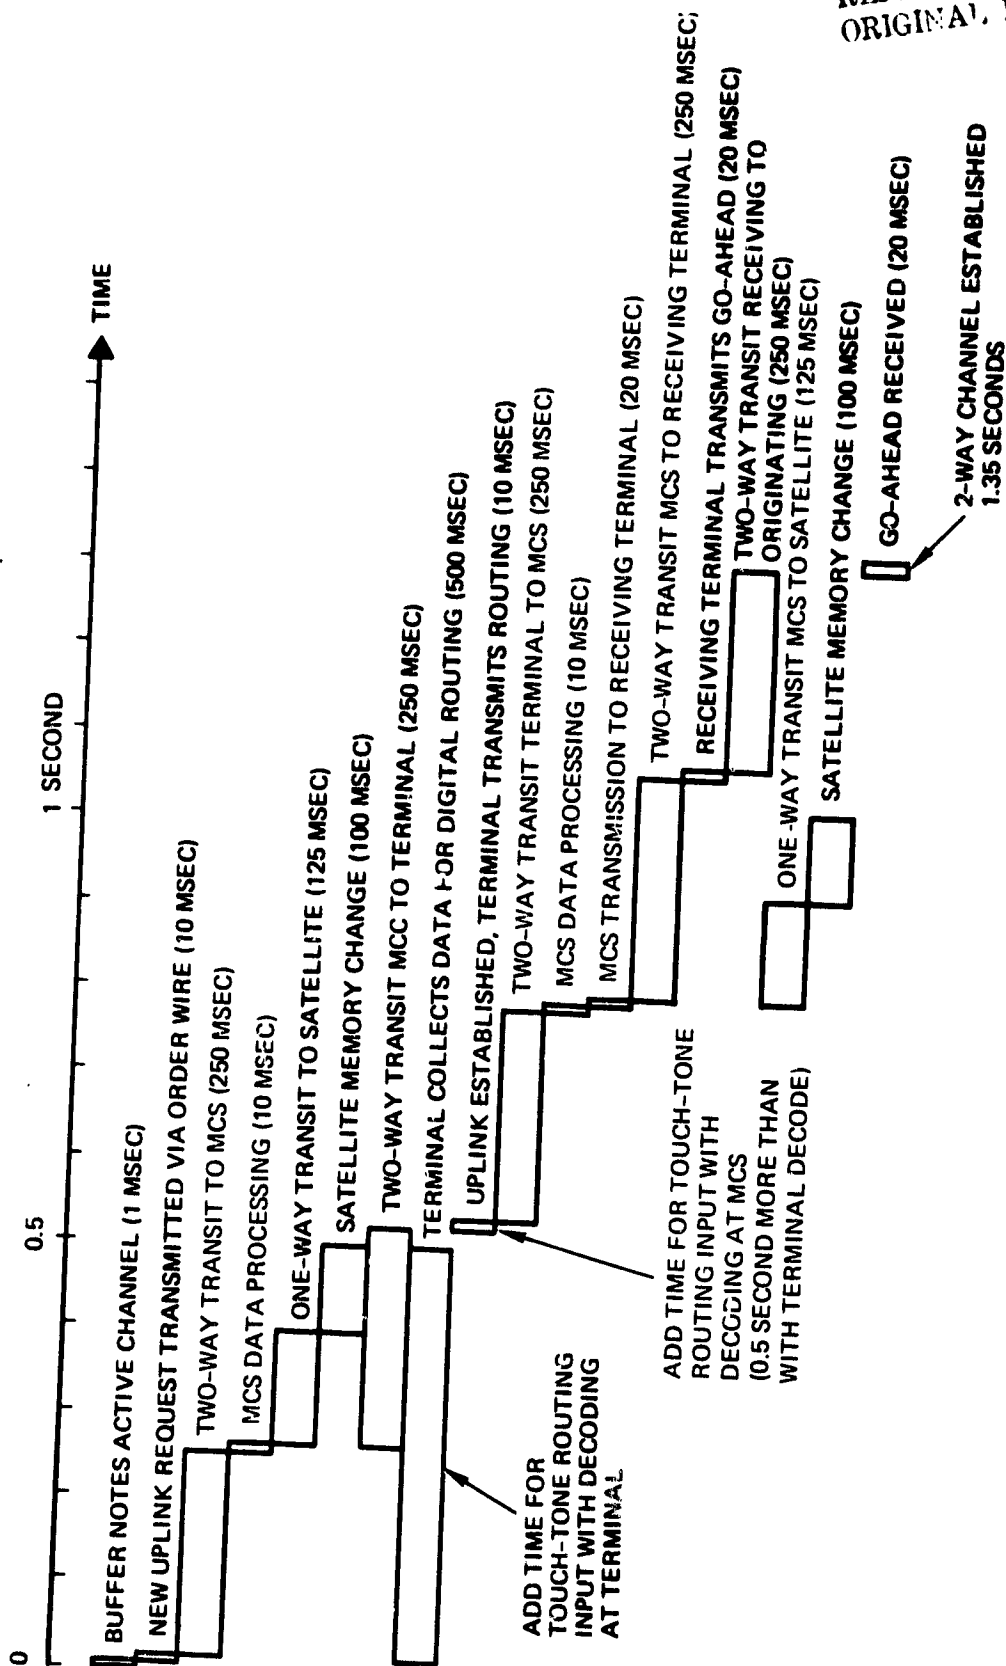 ORIGINAL
0
0.5
1 SECOND
TIME
BUFFER NOTES ACTIVE CHANNEL (1 MSEC)
NEW UPLINK REQUEST TRANSMITTED VIA ORDER WIRE (10 MSEC)
TWO-WAY TRANSIT TO MCS (250 MSEC)
MCS DATA PROCESSING (10 MSEC)
ONE-WAY TRANSIT TO SATELLITE (125 MSEC)
SATELLITE MEMORY CHANGE (100 MSEC)
TWO-WAY TRANSIT MCC TO TERMINAL (250 MSEC)
TERMINAL COLLECTS DATA FOR DIGITAL ROUTING (500 MSEC)
UPLINK ESTABLISHED, TERMINAL TRANSMITS ROUTING (10 MSEC)
TWO-WAY TRANSIT TERMINAL TO MCS (250 MSEC)
MCS DATA PROCESSING (10 MSEC)
MCS TRANSMISSION TO RECEIVING TERMINAL (20 MSEC)
TWO-WAY TRANSIT MCS TO RECEIVING TERMINAL (250 MSEC)
RECEIVING TERMINAL TRANSMITS GO-AHEAD (20 MSEC)
TWO-WAY TRANSIT RECEIVING TO
ORIGINATING (250 MSEC)
ONE-WAY TRANSIT MCS TO SATELLITE (125 MSEC)
SATELLITE MEMORY CHANGE (100 MSEC)
GO-AHEAD RECEIVED (20 MSEC)
2-WAY CHANNEL ESTABLISHED
1.35 SECONDS
ADD TIME FOR
TOUCH-TONE ROUTING
INPUT WITH DECODING
AT TERMINAL
ADD TIME FOR TOUCH-TONE
ROUTING INPUT WITH
DECODING AT MCS
(0.5 SECOND MORE THAN
WITH TERMINAL DECODE)